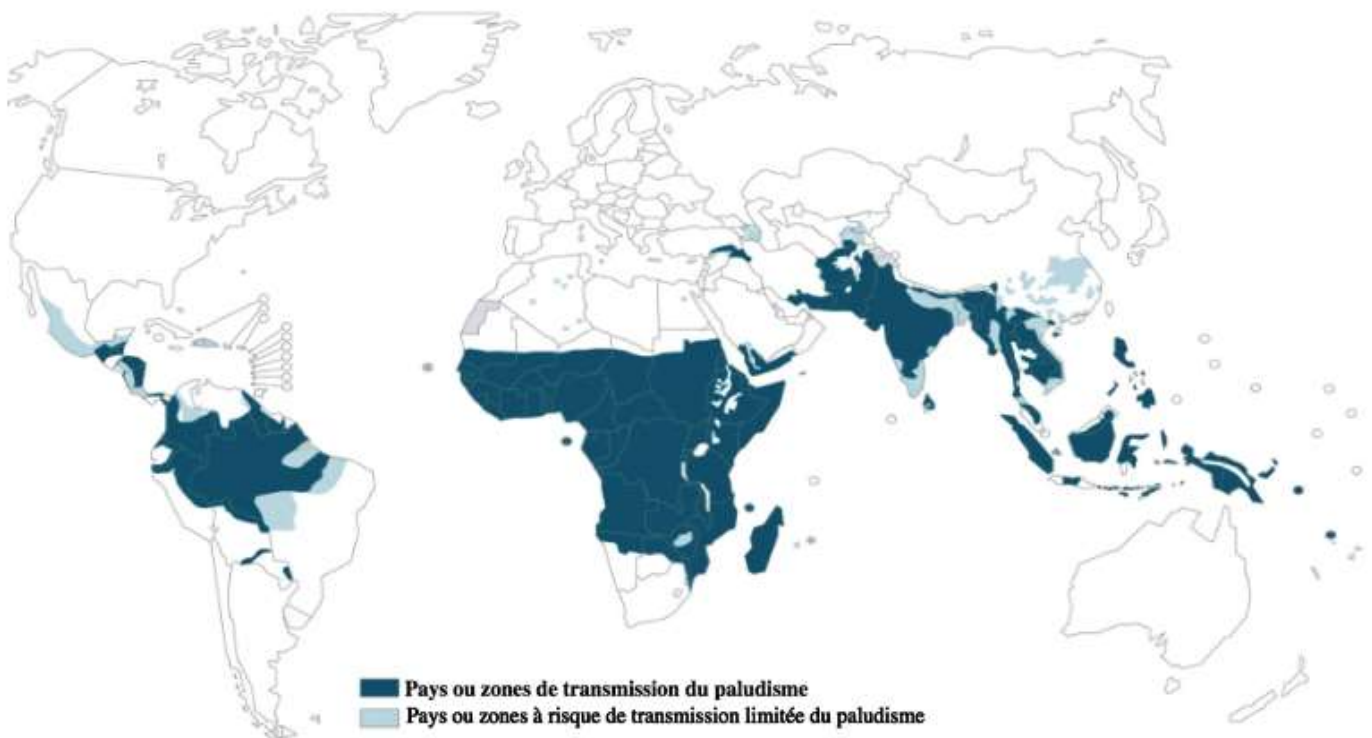 Pays ou zones de transmission du paludisme
Pays ou zones à risque de transmission limitée du paludisme